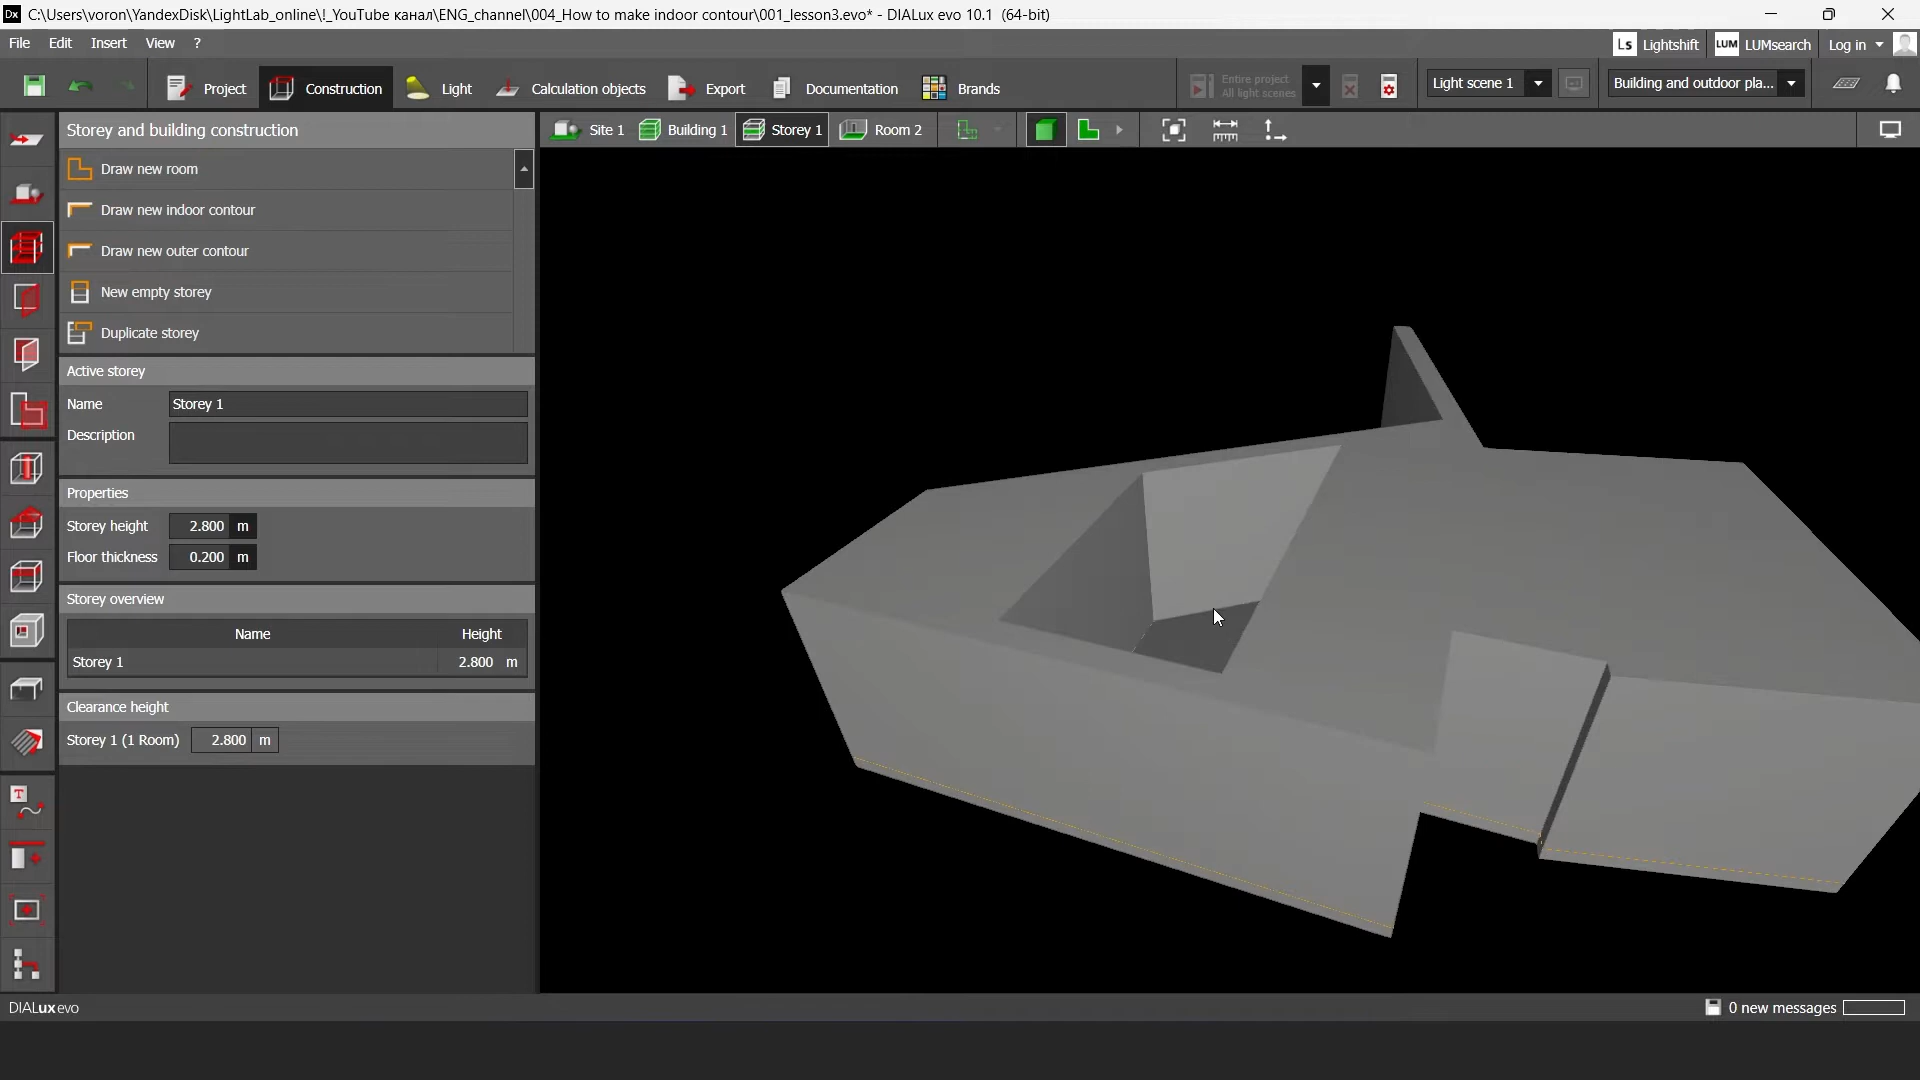 Dx C:\Users\voron\YandexDisk\LightLab_online\!_YouTube канал\ENG_channel\004_How to make indoor contour\001_lesson3.evo* - DIALux evo 10.1 (64-bit)
File Edit Insert View ?
Ls Lightshift LUM LUMsearch Log in
Project Construction Light Calculation objects Export Documentation Brands
Entire project
All light scenes
Light scene 1
Building and outdoor pla...
Storey and building construction
Site 1 Building 1 Storey 1 Room 2
Draw new room
Draw new indoor contour
Draw new outer contour
New empty storey
Duplicate storey
Active storey
Name Storey 1
Description
Properties
Storey height 2.800 m
Floor thickness 0.200 m
Storey overview
Name Height
Storey 1 2.800 m
Clearance height
Storey 1 (1 Room) 2.800 m
T
DIALux evo
0 new messages